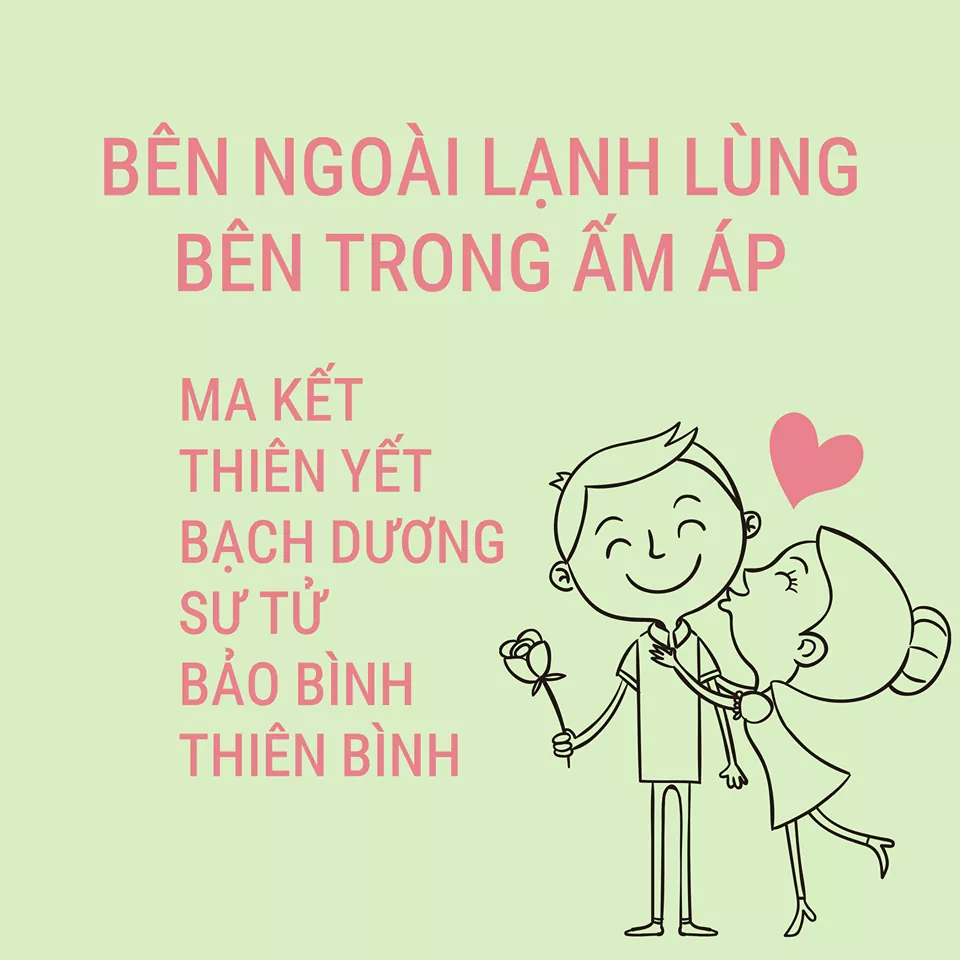 BÊN NGOÀI LẠNH LÙNG
BÊN TRONG ẤM ÁP
MA KẾT
THIÊN YẾT
BẠCH DƯƠNG
SƯ TỬ
BẢO BÌNH
THIÊN BÌNH